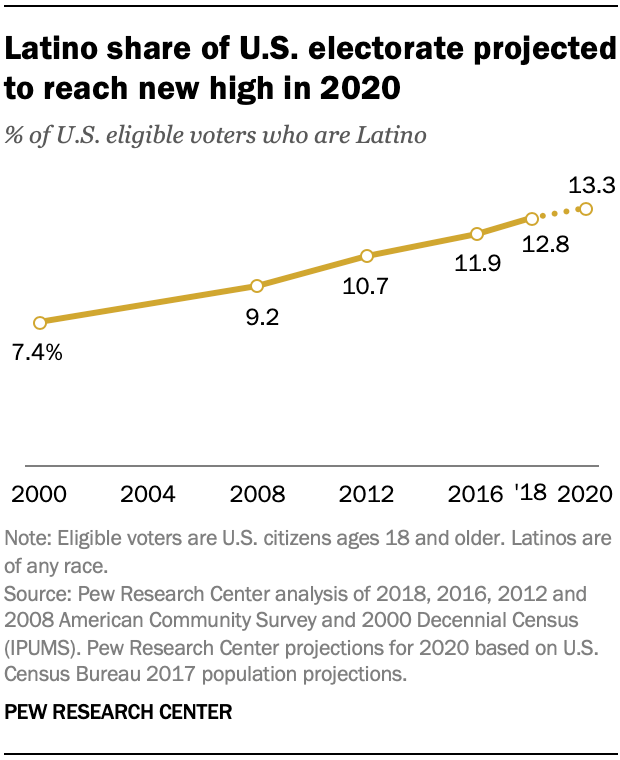 Latino share of U.S. electorate projected
to reach new high in 2020
% of U.S. eligible voters who are Latino
13.3
12.8
11.9
10.7
9.2
7.4%
2000 2004 2008 2012 2016 '18 2020
Note: Eligible voters are U.S. citizens ages 18 and older. Latinos are
of any race.
Source: Pew Research Center analysis of 2018, 2016, 2012 and
2008 American Community Survey and 2000 Decennial Census
(IPUMS). Pew Research Center projections for 2020 based on U.S.
Census Bureau 2017 population projections.
PEW RESEARCH CENTER